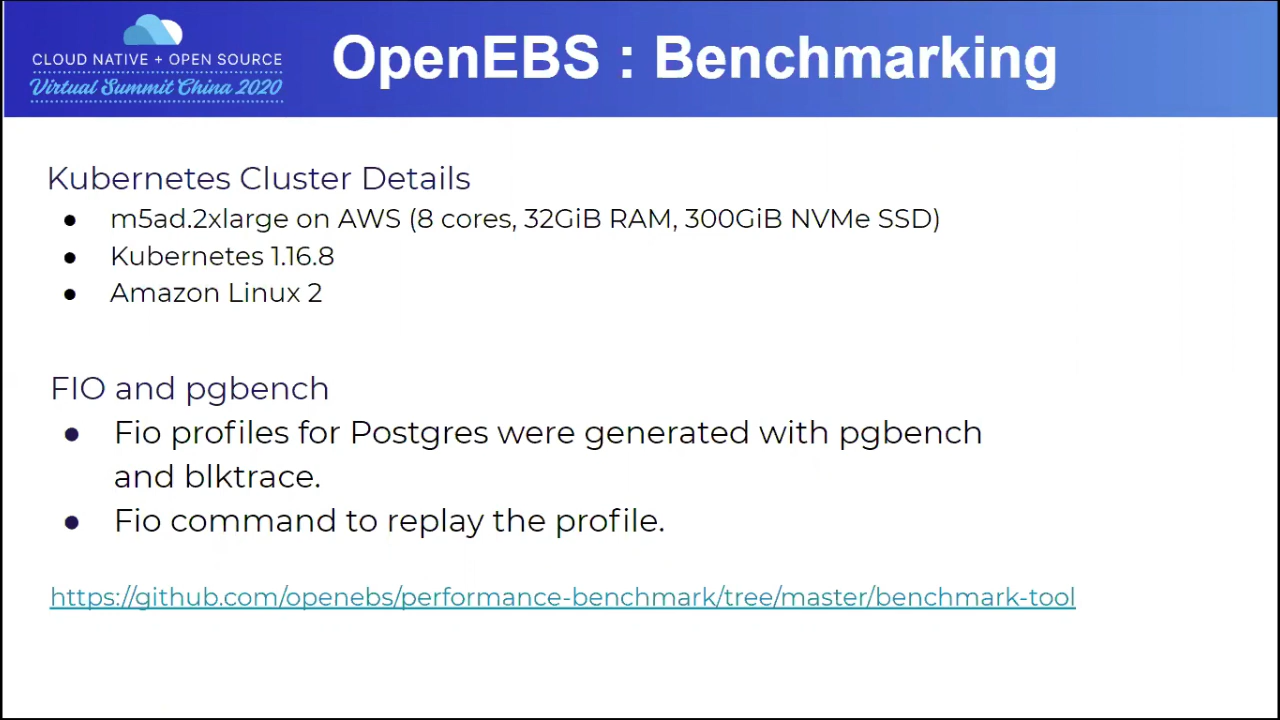 CLOUD NATIVE + OPEN SOURCE
Virtual Summit China 2020
OpenEBS : Benchmarking
Kubernetes Cluster Details
● m5ad.2xlarge on AWS (8 cores, 32GiB RAM, 300GiB NVMe SSD)
● Kubernetes 1.16.8
● Amazon Linux 2
FIO and pgbench
● Fio profiles for Postgres were generated with pgbench
and blktrace.
● Fio command to replay the profile.
https://github.com/openebs/performance-benchmark/tree/master/benchmark-tool